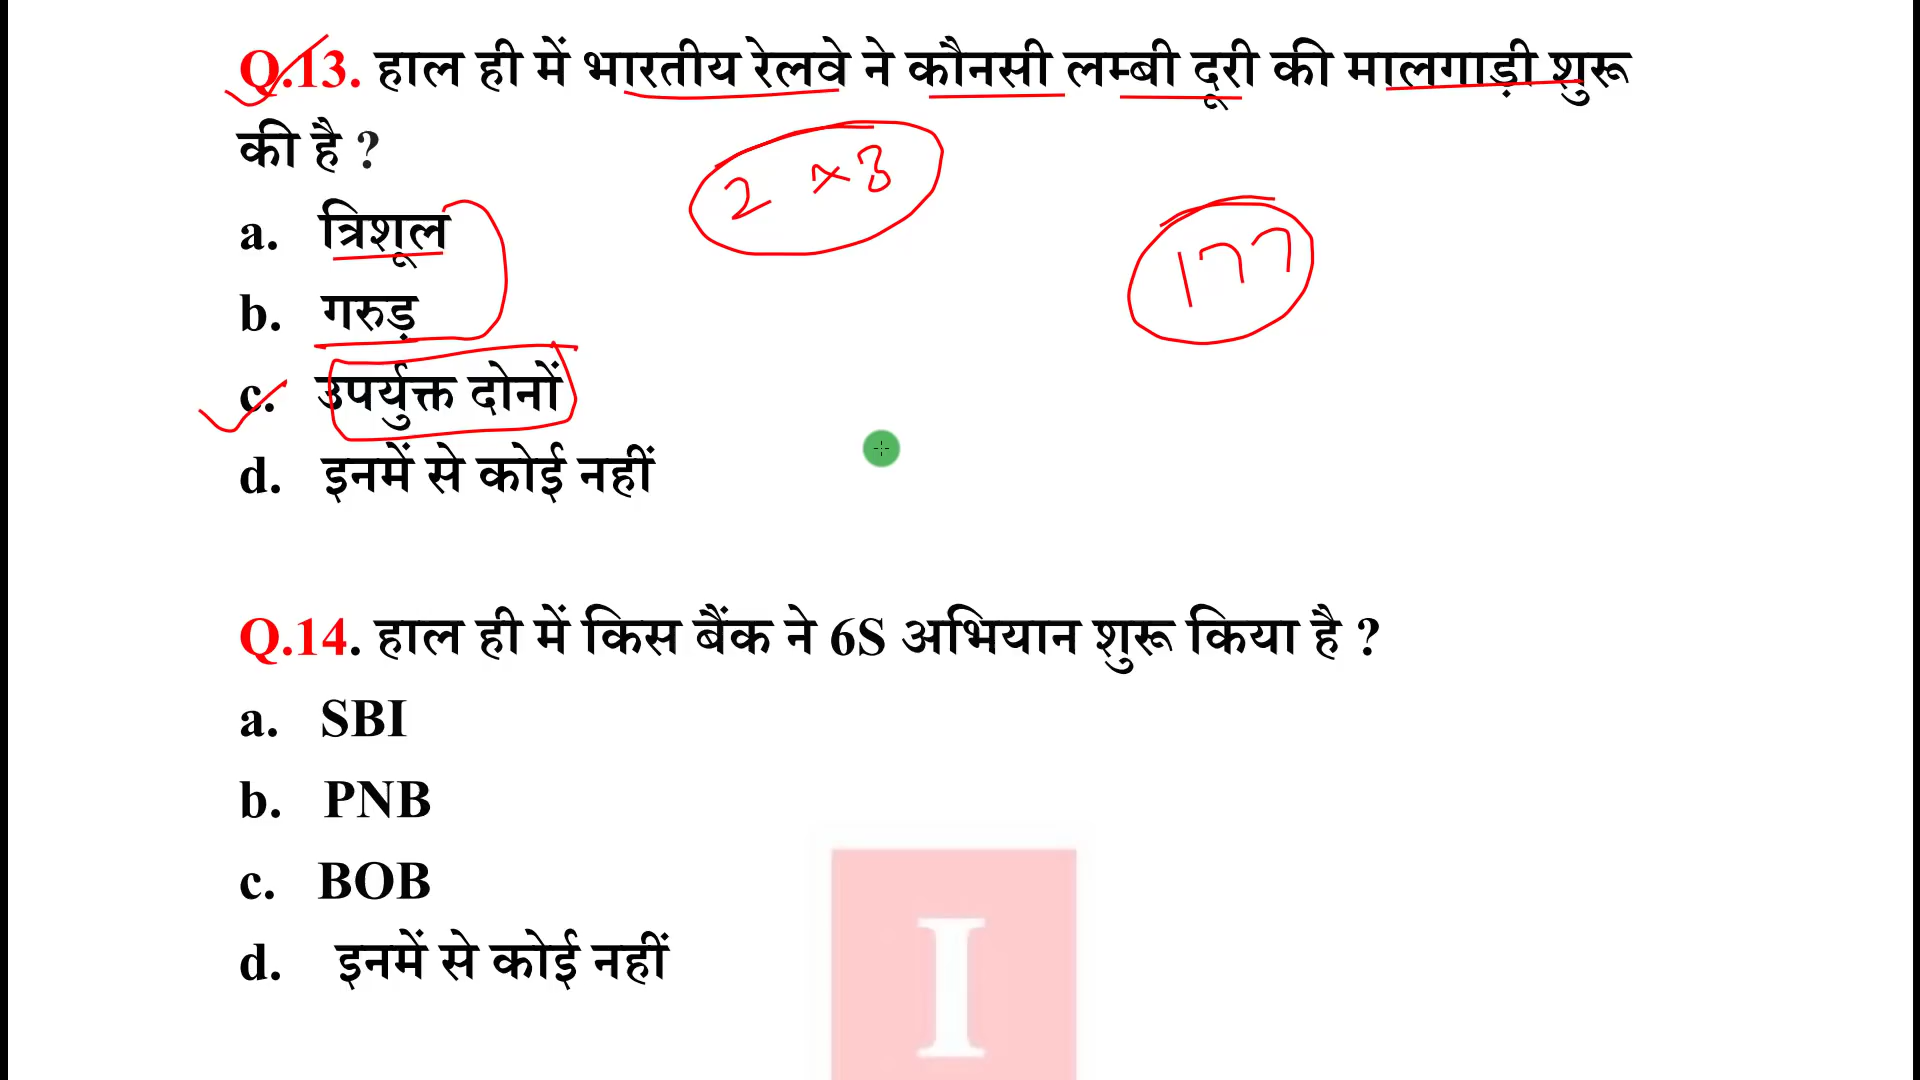 Q.13. हाल ही में भारतीय रेलवे ने कौनसी लम्बी दूरी की मालगाड़ी शुरू
की है ?
2 × 3
a. त्रिशूल
177
b. गरुड़
c. उपर्युक्त दोनों
d. इनमें से कोई नहीं
Q.14. हाल ही में किस बैंक ने 6S अभियान शुरू किया है ?
a. SBI
b. PNB
c. BOB
d. इनमें से कोई नहीं
I